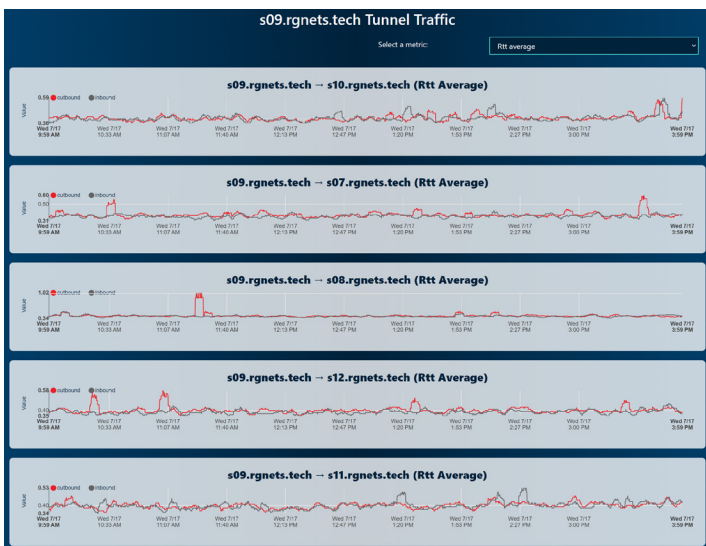 s09.rgnets.tech Tunnel Traffic
Select a metric: Rtt average
s09.rgnets.tech → s10.rgnets.tech (Rtt Average)
Value
0.59 outbound inbound
0.36
Wed 7/17 Wed 7/17 Wed 7/17 Wed 7/17 Wed 7/17 Wed 7/17 Wed 7/17 Wed 7/17 Wed 7/17 Wed 7/17 Wed 7/17
9:59 AM 10:33 AM 11:07 AM 11:40 AM 12:13 PM 12:47 PM 1:20 PM 1:53 PM 2:27 PM 3:00 PM 3:59 PM
s09.rgnets.tech → s07.rgnets.tech (Rtt Average)
Value
0.60 outbound inbound
0.50
0.31
Wed 7/17 Wed 7/17 Wed 7/17 Wed 7/17 Wed 7/17 Wed 7/17 Wed 7/17 Wed 7/17 Wed 7/17 Wed 7/17 Wed 7/17
9:59 AM 10:33 AM 11:07 AM 11:40 AM 12:13 PM 12:47 PM 1:20 PM 1:53 PM 2:27 PM 3:00 PM 3:59 PM
s09.rgnets.tech → s08.rgnets.tech (Rtt Average)
Value
1.02 outbound inbound
0.34
Wed 7/17 Wed 7/17 Wed 7/17 Wed 7/17 Wed 7/17 Wed 7/17 Wed 7/17 Wed 7/17 Wed 7/17 Wed 7/17 Wed 7/17
9:59 AM 10:33 AM 11:07 AM 11:40 AM 12:13 PM 12:47 PM 1:20 PM 1:53 PM 2:27 PM 3:00 PM 3:59 PM
s09.rgnets.tech → s12.rgnets.tech (Rtt Average)
Value
0.56 outbound inbound
0.40
0.35
Wed 7/17 Wed 7/17 Wed 7/17 Wed 7/17 Wed 7/17 Wed 7/17 Wed 7/17 Wed 7/17 Wed 7/17 Wed 7/17 Wed 7/17
9:59 AM 10:33 AM 11:07 AM 11:40 AM 12:13 PM 12:47 PM 1:20 PM 1:53 PM 2:27 PM 3:00 PM 3:59 PM
s09.rgnets.tech → s11.rgnets.tech (Rtt Average)
Value
0.53 outbound inbound
0.40
Wed 7/17 Wed 7/17 Wed 7/17 Wed 7/17 Wed 7/17 Wed 7/17 Wed 7/17 Wed 7/17 Wed 7/17 Wed 7/17 Wed 7/17
9:59 AM 10:33 AM 11:07 AM 11:40 AM 12:13 PM 12:47 PM 1:20 PM 1:53 PM 2:27 PM 3:00 PM 3:59 PM